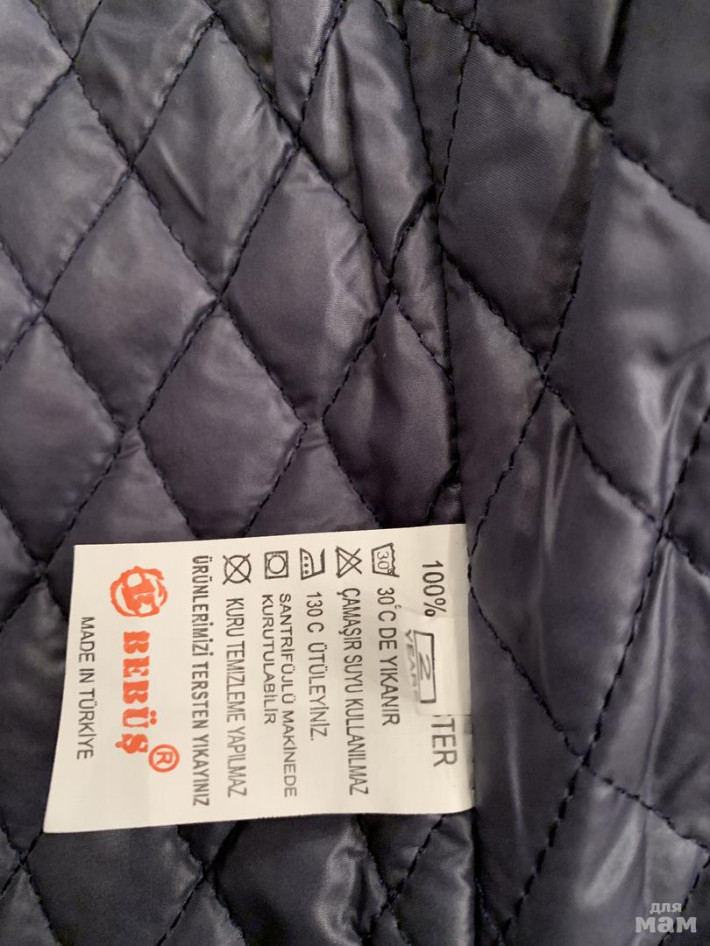 100% STER
2
YEARS
30
30°C DE YIKANIR
ÇAMAŞIR SUYU KULLANILMAZ
130 C ÜTÜLEYİNİZ.
SANTRİFÜJLÜ MAKİNEDE
KURUTULABİLİR
KURU TEMİZLEME YAPILMAZ
ÜRÜNLERİMİZİ TERSTEN YIKAYINIZ
BEBÜŞ®
MADE IN TÜRKİYE
для
мам